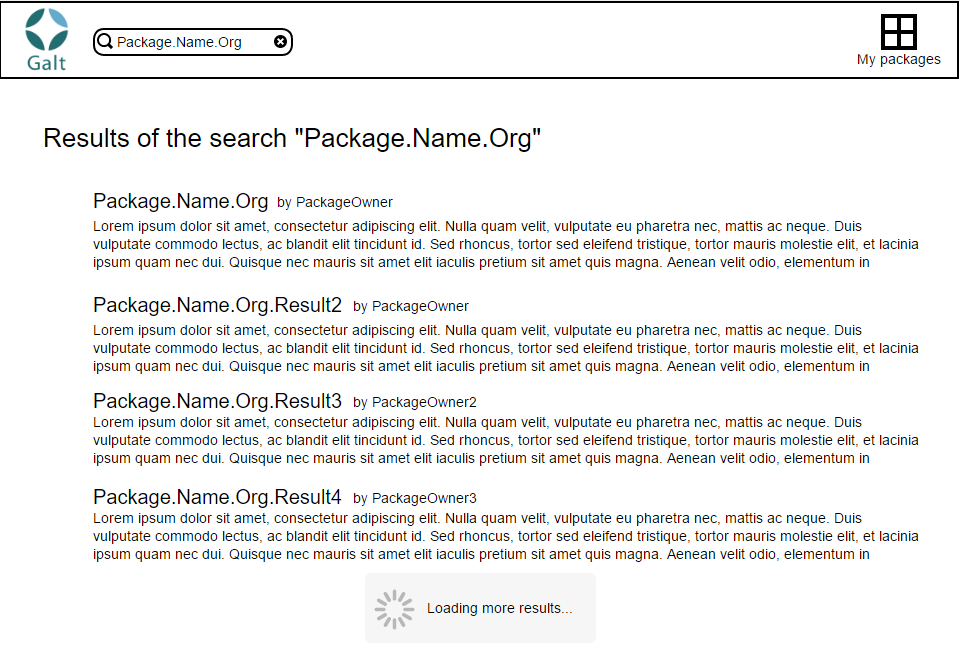 Galt
Package.Name.Org
My packages
Results of the search "Package.Name.Org"
Package.Name.Org by PackageOwner
Lorem ipsum dolor sit amet, consectetur adipiscing elit. Nulla quam velit, vulputate eu pharetra nec, mattis ac neque. Duis
vulputate commodo lectus, ac blandit elit tincidunt id. Sed rhoncus, tortor sed eleifend tristique, tortor mauris molestie elit, et lacinia
ipsum quam nec dui. Quisque nec mauris sit amet elit iaculis pretium sit amet quis magna. Aenean velit odio, elementum in
Package.Name.Org.Result2 by PackageOwner
Lorem ipsum dolor sit amet, consectetur adipiscing elit. Nulla quam velit, vulputate eu pharetra nec, mattis ac neque. Duis
vulputate commodo lectus, ac blandit elit tincidunt id. Sed rhoncus, tortor sed eleifend tristique, tortor mauris molestie elit, et lacinia
ipsum quam nec dui. Quisque nec mauris sit amet elit iaculis pretium sit amet quis magna. Aenean velit odio, elementum in
Package.Name.Org.Result3 by PackageOwner2
Lorem ipsum dolor sit amet, consectetur adipiscing elit. Nulla quam velit, vulputate eu pharetra nec, mattis ac neque. Duis
vulputate commodo lectus, ac blandit elit tincidunt id. Sed rhoncus, tortor sed eleifend tristique, tortor mauris molestie elit, et lacinia
ipsum quam nec dui. Quisque nec mauris sit amet elit iaculis pretium sit amet quis magna. Aenean velit odio, elementum in
Package.Name.Org.Result4 by PackageOwner3
Lorem ipsum dolor sit amet, consectetur adipiscing elit. Nulla quam velit, vulputate eu pharetra nec, mattis ac neque. Duis
vulputate commodo lectus, ac blandit elit tincidunt id. Sed rhoncus, tortor sed eleifend tristique, tortor mauris molestie elit, et lacinia
ipsum quam nec dui. Quisque nec mauris sit amet elit iaculis pretium sit amet quis magna. Aenean velit odio, elementum in
Loading more results...